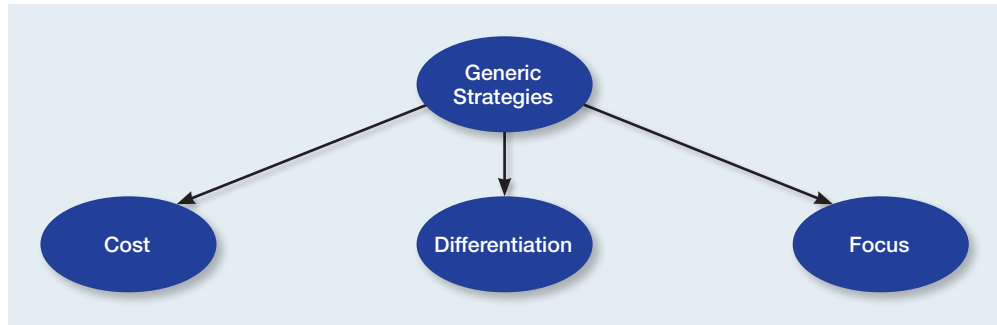 Generic
Strategies
Cost
Differentiation
Focus